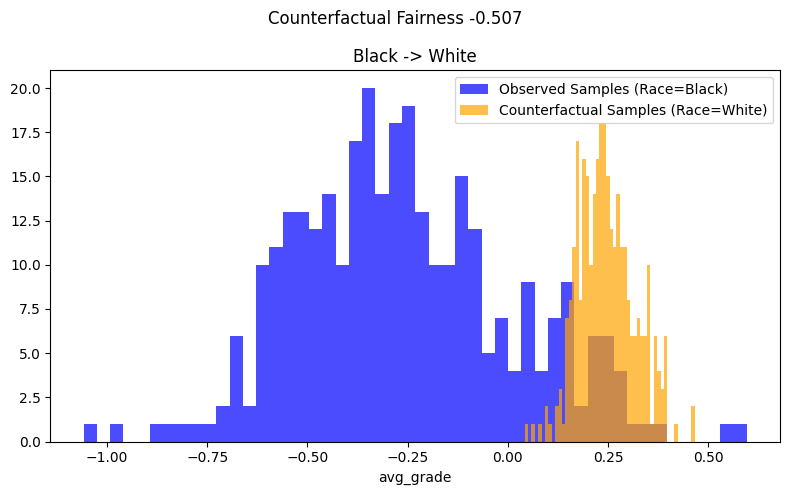 Counterfactual Fairness -0.507
Black -> White
Observed Samples (Race=Black)
Counterfactual Samples (Race=White)
20.0
17.5
15.0
12.5
10.0
7.5
5.0
2.5
0.0
−1.00 −0.75 −0.50 −0.25 0.00 0.25 0.50
avg_grade